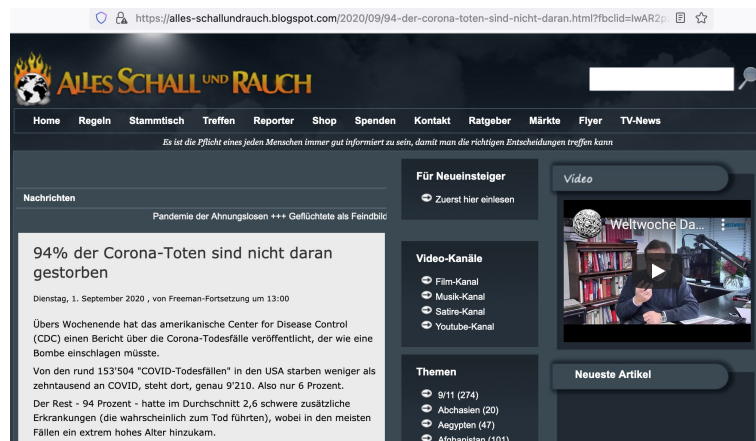 https://alles-schallundrauch.blogspot.com/2020/09/94-der-corona-toten-sind-nicht-daran.html?fbclid=IwAR2p
ALLES SCHALL UND RAUCH
Home Regeln Stammtisch Treffen Reporter Shop Spenden Kontakt Ratgeber Märkte Flyer TV-News
Es ist die Pflicht eines jeden Menschen immer gut informiert zu sein, damit man die richtigen Entscheidungen treffen kann
Nachrichten
Pandemie der Ahnungslosen +++ Geflüchtete als Feindbild
94% der Corona-Toten sind nicht daran
gestorben
Dienstag, 1. September 2020 , von Freeman-Fortsetzung um 13:00
Übers Wochenende hat das amerikanische Center for Disease Control
(CDC) einen Bericht über die Corona-Todesfälle veröffentlicht, der wie eine
Bombe einschlagen müsste.
Von den rund 153'504 "COVID-Todesfällen" in den USA starben weniger als
zehntausend an COVID, steht dort, genau 9'210. Also nur 6 Prozent.
Der Rest - 94 Prozent - hatte im Durchschnitt 2,6 schwere zusätzliche
Erkrankungen (die wahrscheinlich zum Tod führten), wobei in den meisten
Fällen ein extrem hohes Alter hinzukam.
Für Neueinsteiger
Zuerst hier einlesen
Video-Kanäle
Film-Kanal
Musik-Kanal
Satire-Kanal
Youtube-Kanal
Themen
9/11 (274)
Abchasien (20)
Aegypten (47)
Afghanistan (101)
Video
Weltwoche Da...
Neueste Artikel